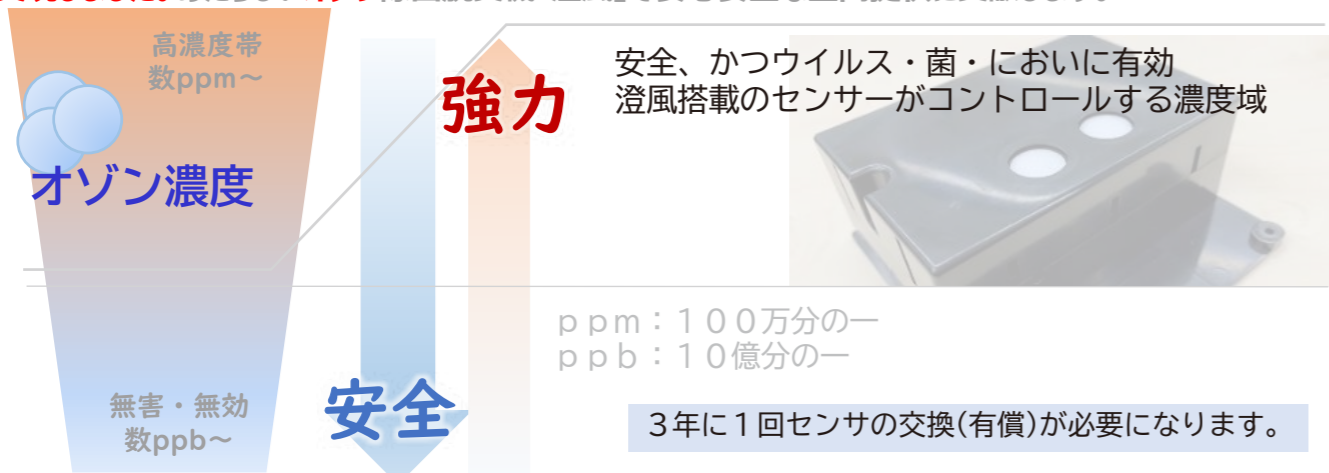 高濃度帯
数ppm～
強力
安全、かつウイルス・菌・においに有効
澄風搭載のセンサーがコントロールする濃度域
オゾン濃度
ｐｐｍ：１００万分の一
ｐｐｂ：１０億分の一
無害・無効
数ppb～
安全
３年に１回センサの交換(有償)が必要になります。